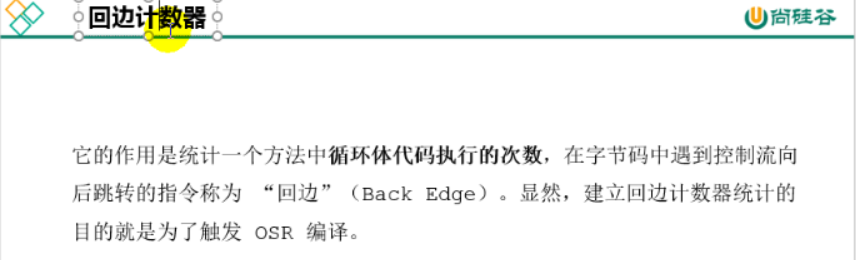 回边计数器
尚硅谷
它的作用是统计一个方法中循环体代码执行的次数，在字节码中遇到控制流向
后跳转的指令称为 “回边”（Back Edge）。显然，建立回边计数器统计的
目的就是为了触发 OSR 编译。